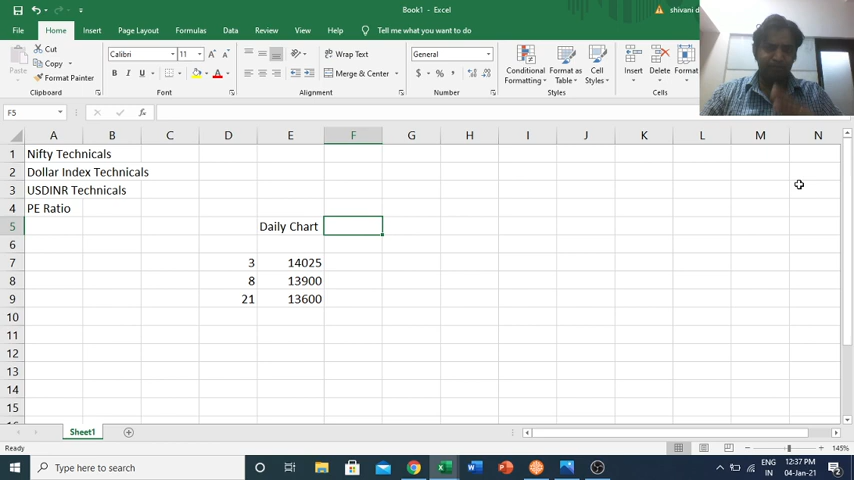 Book1 - Excel
shivani d
File Home Insert Page Layout Formulas Data Review View Help Tell me what you want to do
Cut
Copy
Format Painter
Paste
Clipboard
Calibri 11
B I U
Font
Wrap Text
Merge & Center
Alignment
General
Number
Conditional Formatting
Format as Table
Cell Styles
Styles
Insert
Delete
Format
Cells
F5
A B C D E F G H I J K L M N
1 Nifty Technicals
2 Dollar Index Technicals
3 USDINR Technicals
4 PE Ratio
5 Daily Chart
6
7 3 14025
8 8 13900
9 21 13600
10
11
12
13
14
15
Sheet1
Ready
145%
Type here to search
ENG
IN
12:37 PM
04-Jan-21
2